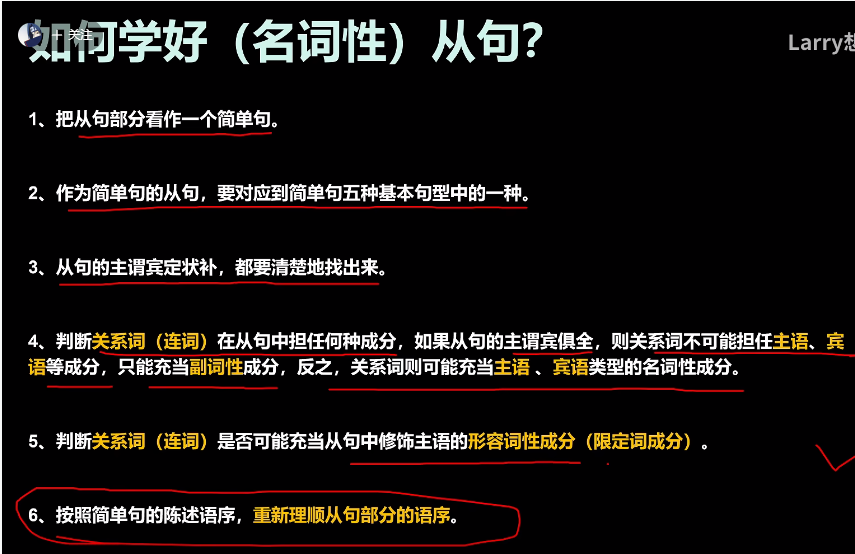 如何学好（名词性）从句？
+ 关注
Larry想
1、把从句部分看作一个简单句。
2、作为简单句的从句，要对应到简单句五种基本句型中的一种。
3、从句的主谓宾定状补，都要清楚地找出来。
4、判断关系词（连词）在从句中担任何种成分，如果从句的主谓宾俱全，则关系词不可能担任主语、宾
语等成分，只能充当副词性成分，反之，关系词则可能充当主语 、宾语类型的名词性成分。
5、判断关系词（连词）是否可能充当从句中修饰主语的形容词性成分（限定词成分）。
6、按照简单句的陈述语序，重新理顺从句部分的语序。